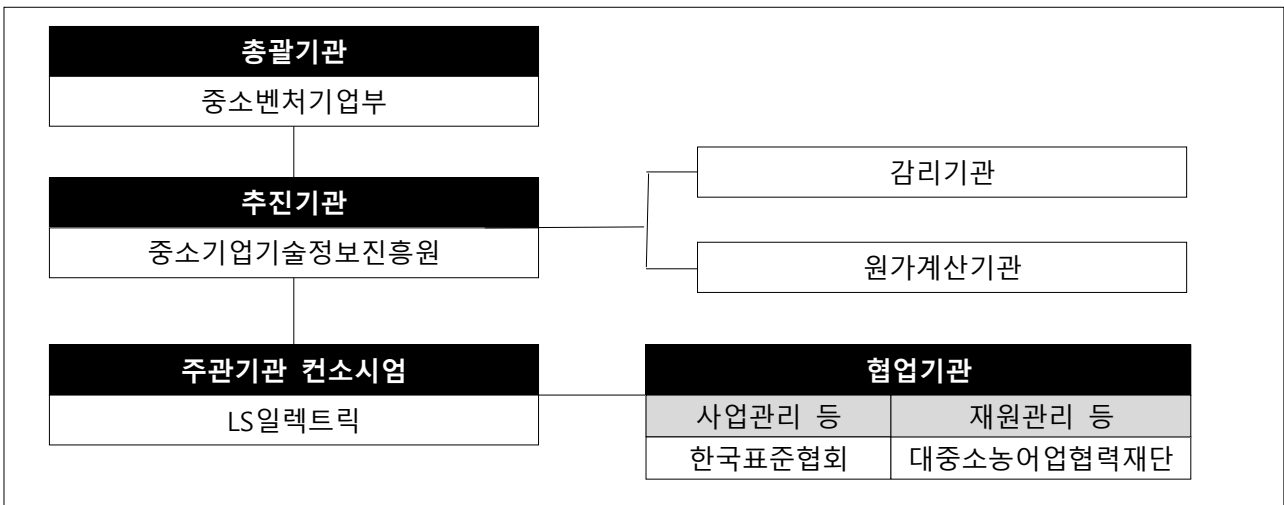 총괄기관
중소벤처기업부
추진기관
중소기업기술정보진흥원
감리기관
원가계산기관
주관기관 컨소시엄
LS일렉트릭
협업기관
사업관리 등 재원관리 등
한국표준협회 대중소농어업협력재단